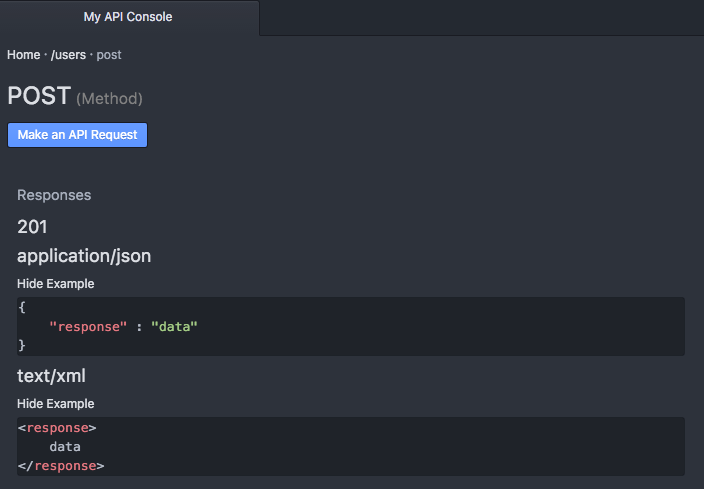 My API Console
Home · /users · post
POST (Method)
Make an API Request
Responses
201
application/json
Hide Example
{
    "response" : "data"
}
text/xml
Hide Example
<response>
    data
</response>